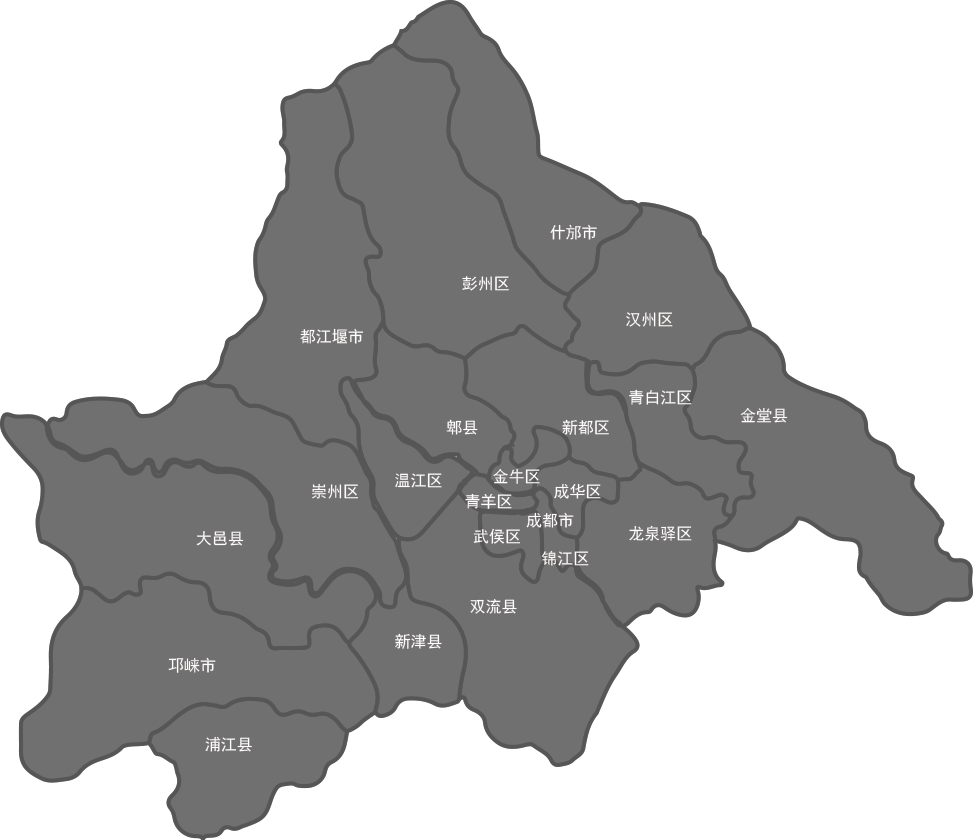 什邡市
彭州区
汉州区
都江堰市
青白江区
金堂县
郫县
新都区
温江区
金牛区
崇州区
成华区
青羊区
成都市
大邑县
武侯区
龙泉驿区
锦江区
双流县
新津县
邛崃市
浦江县